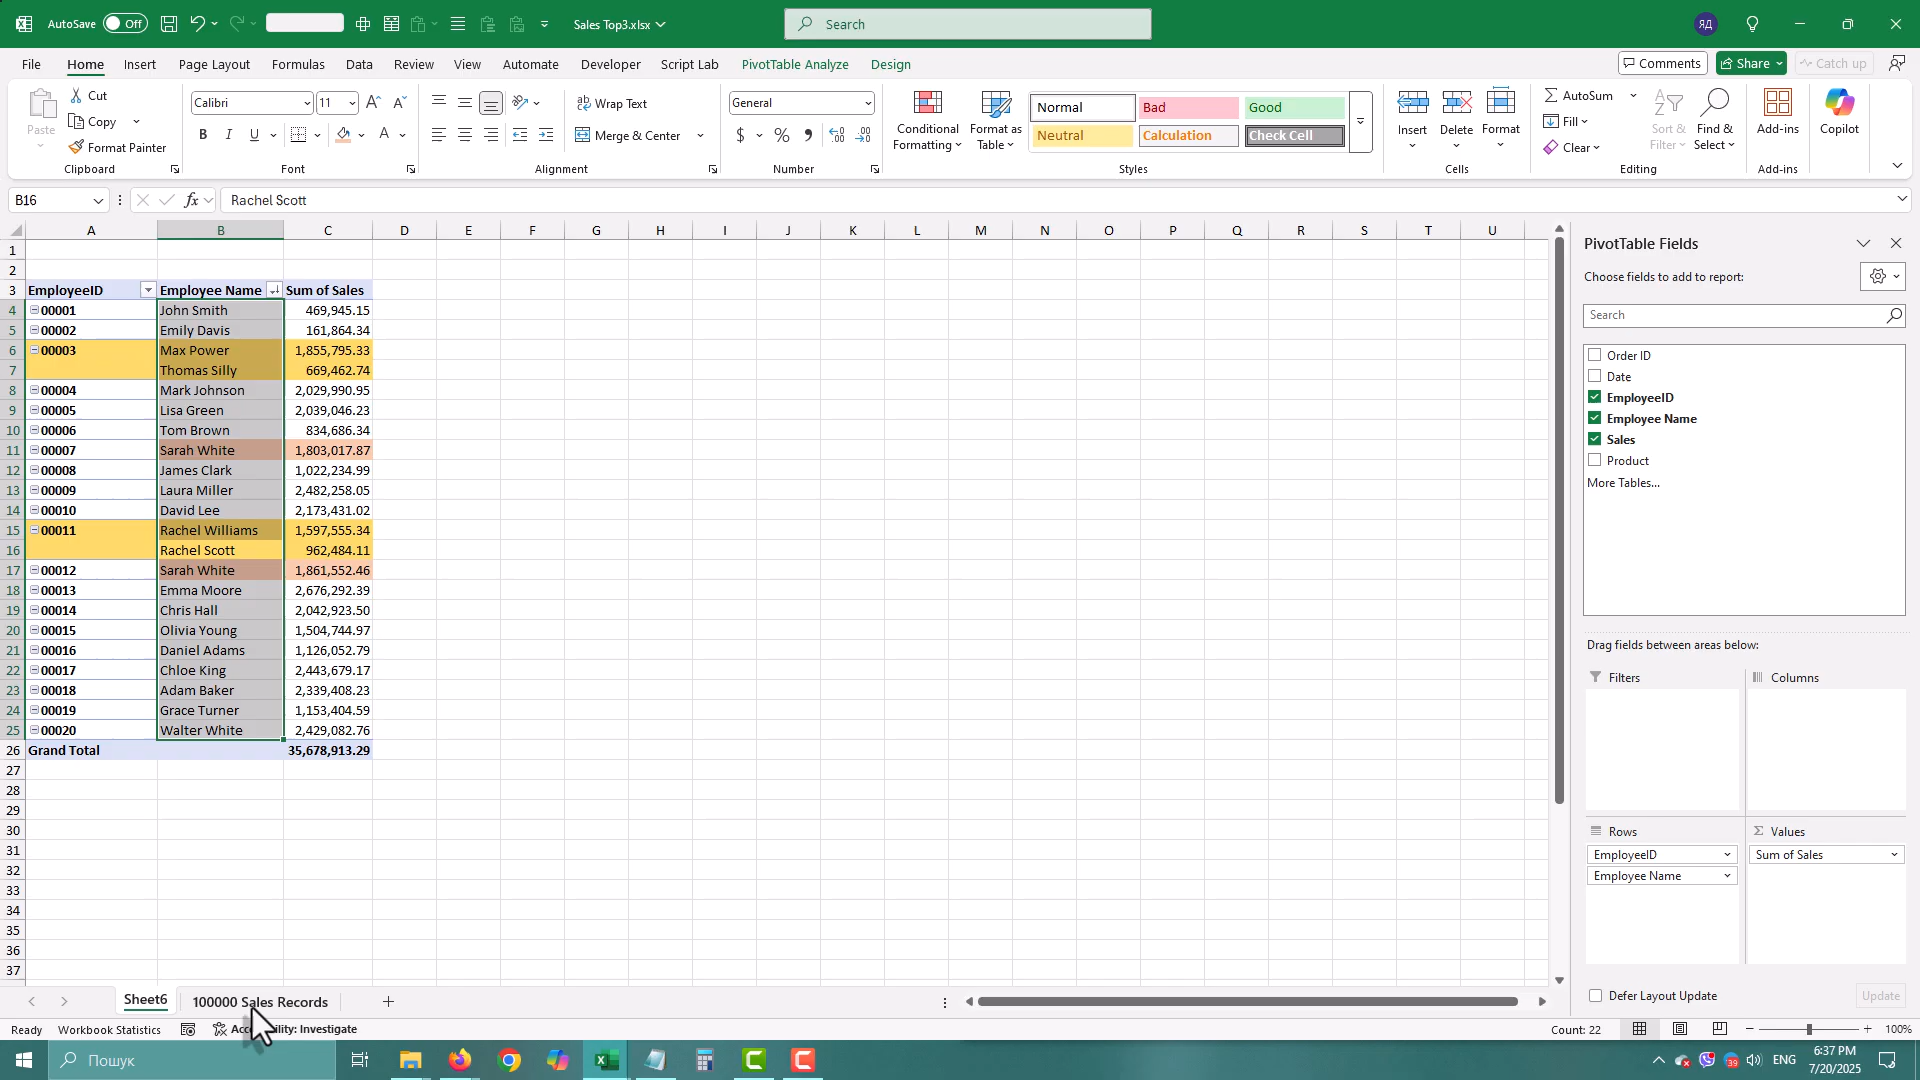 AutoSave Off Sales Top3.xlsx Search ЯД
File Home Insert Page Layout Formulas Data Review View Automate Developer Script Lab PivotTable Analyze Design Comments Share Catch up
Paste Cut Calibri 11 Wrap Text General Conditional Formatting Format as Table Normal Bad Good Insert Delete Format AutoSum Sort & Filter Find & Select Add-ins Copilot
Copy B I U A Merge & Center $ % Neutral Calculation Check Cell Fill
Format Painter Clear
Clipboard Font Alignment Number Styles Cells Editing Add-ins
B16 fx Rachel Scott
A B C D E F G H I J K L M N O P Q R S T U
1
2
3 EmployeeID Employee Name Sum of Sales
4 00001 John Smith 469,945.15
5 00002 Emily Davis 161,864.34
6 00003 Max Power 1,855,795.33
7 Thomas Silly 669,462.74
8 00004 Mark Johnson 2,029,990.95
9 00005 Lisa Green 2,039,046.23
10 00006 Tom Brown 834,686.34
11 00007 Sarah White 1,803,017.87
12 00008 James Clark 1,022,234.99
13 00009 Laura Miller 2,482,258.05
14 00010 David Lee 2,173,431.02
15 00011 Rachel Williams 1,597,555.34
16 Rachel Scott 962,484.11
17 00012 Sarah White 1,861,552.46
18 00013 Emma Moore 2,676,292.39
19 00014 Chris Hall 2,042,923.50
20 00015 Olivia Young 1,504,744.97
21 00016 Daniel Adams 1,126,052.79
22 00017 Chloe King 2,443,679.17
23 00018 Adam Baker 2,339,408.23
24 00019 Grace Turner 1,153,404.59
25 00020 Walter White 2,429,082.76
26 Grand Total 35,678,913.29
27
28
29
30
31
32
33
34
35
36
37
PivotTable Fields
Choose fields to add to report:
Search
Order ID
Date
EmployeeID
Employee Name
Sales
Product
More Tables...
Drag fields between areas below:
Filters Columns
Rows Σ Values
EmployeeID Sum of Sales
Employee Name
Defer Layout Update Update
Sheet6 100000 Sales Records
Ready Workbook Statistics Accessibility: Investigate Count: 22 100%
Пошук 39 ENG 6:37 PM
7/20/2025